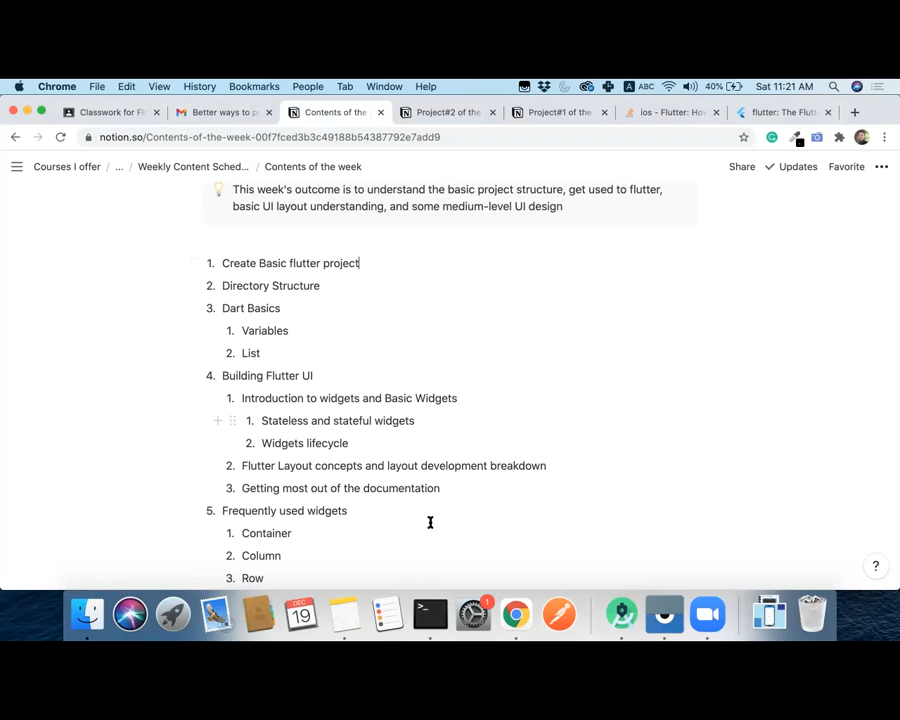 Chrome File Edit View History Bookmarks People Tab Window Help A ABC 40% Sat 11:21 AM
Classwork for Fl Better ways to p Contents of the Project#2 of the Project#1 of the ios - Flutter: How flutter: The Flutt
notion.so/Contents-of-the-week-00f7fced3b3c49188b54387792e7add9
Courses I offer / ... / Weekly Content Sched... / Contents of the week Share Updates Favorite
This week's outcome is to understand the basic project structure, get used to flutter,
basic UI layout understanding, and some medium-level UI design
1. Create Basic flutter project
2. Directory Structure
3. Dart Basics
1. Variables
2. List
4. Building Flutter UI
1. Introduction to widgets and Basic Widgets
1. Stateless and stateful widgets
2. Widgets lifecycle
2. Flutter Layout concepts and layout development breakdown
3. Getting most out of the documentation
5. Frequently used widgets
1. Container
2. Column
3. Row
?
DEC
19
1